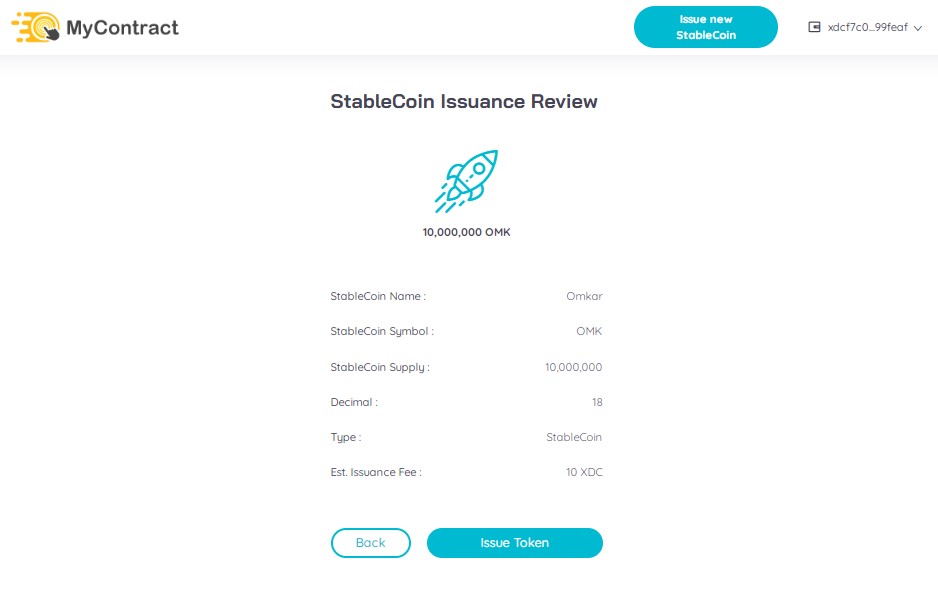 MyContract
Issue new
StableCoin
xdcf7c0...99feaf
StableCoin Issuance Review
10,000,000 OMK
StableCoin Name : Omkar
StableCoin Symbol : OMK
StableCoin Supply : 10,000,000
Decimal : 18
Type : StableCoin
Est. Issuance Fee : 10 XDC
Back Issue Token